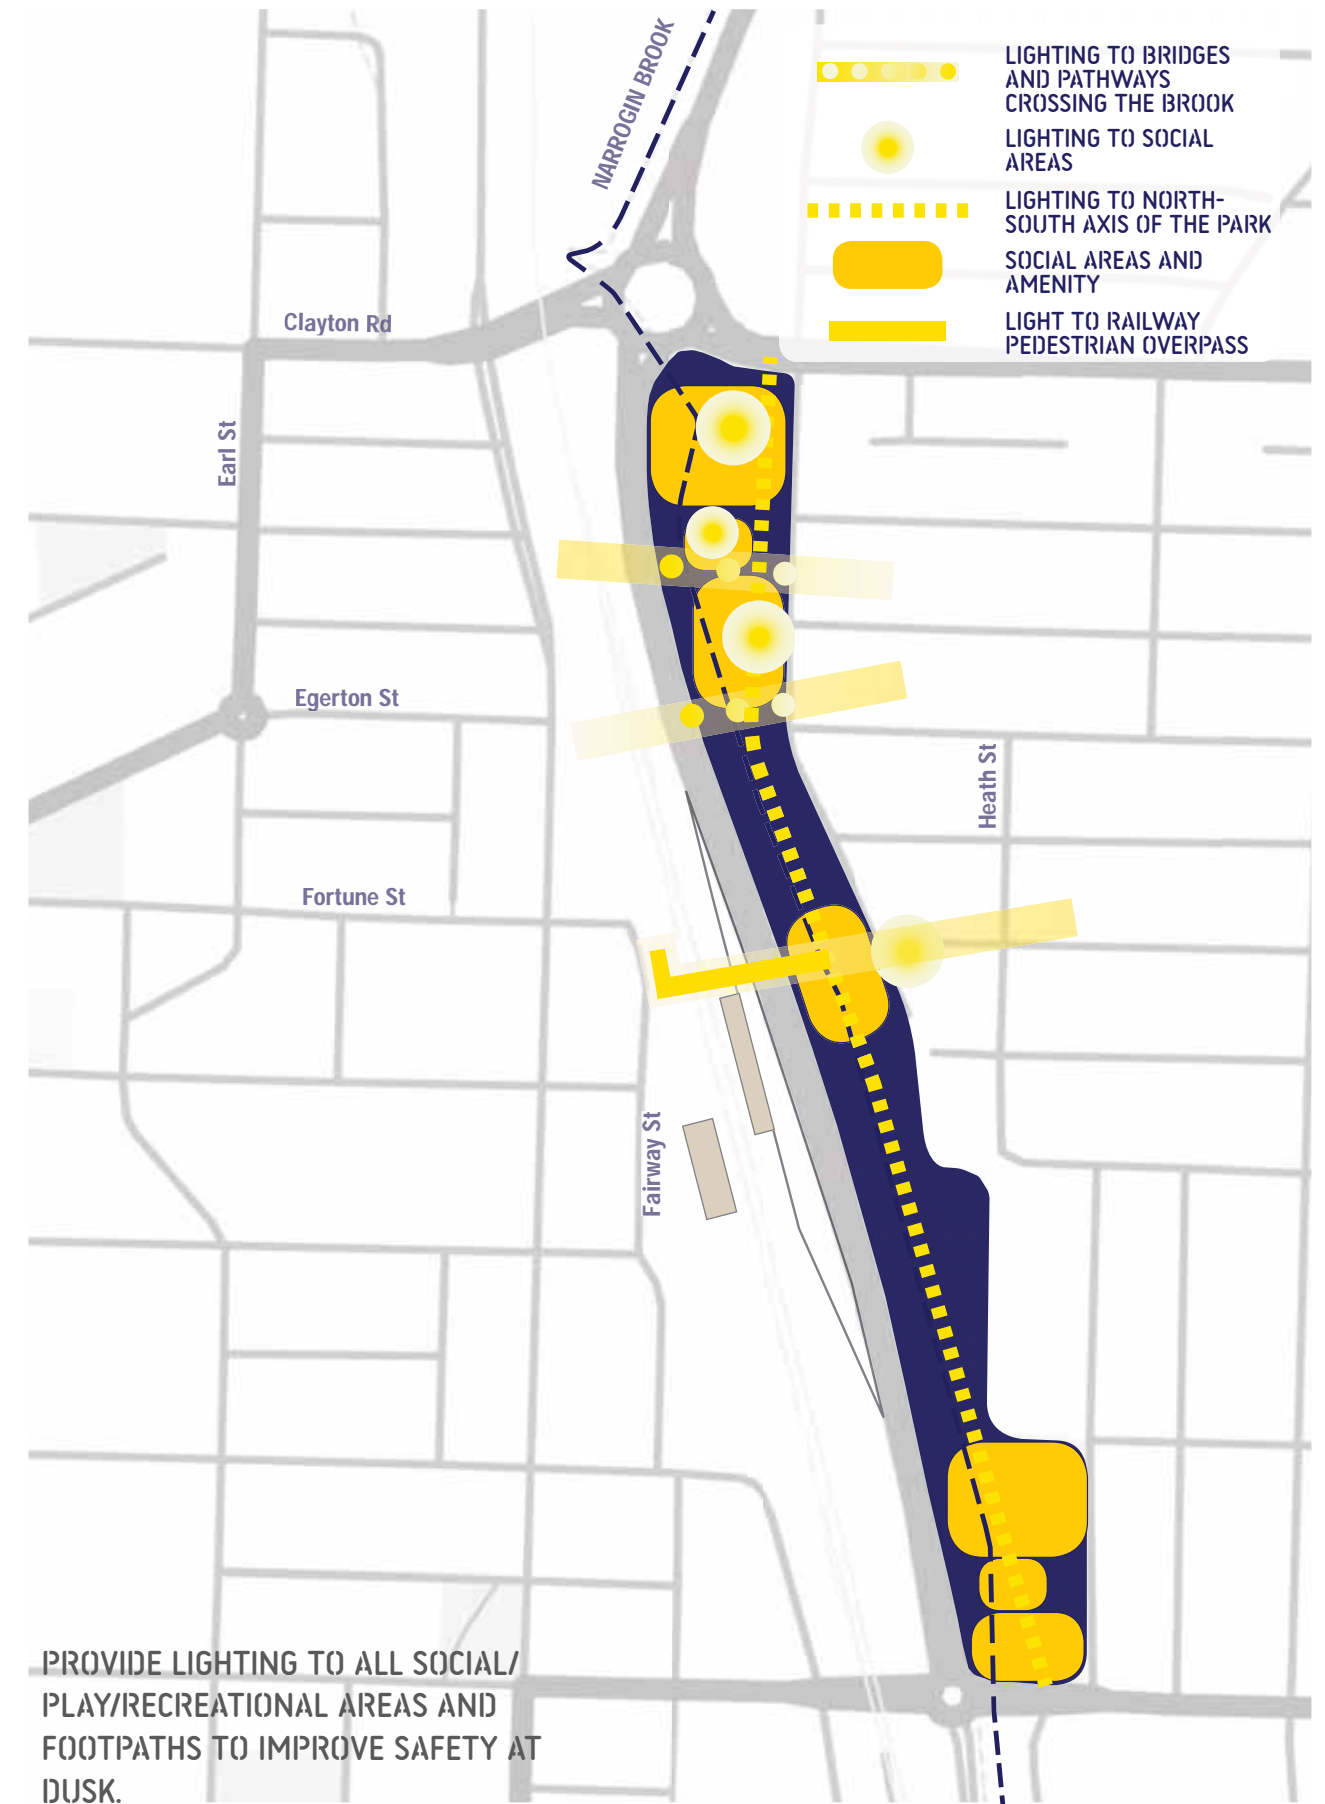 NARROGIN BROOK
LIGHTING TO BRIDGES
AND PATHWAYS
CROSSING THE BROOK
LIGHTING TO SOCIAL
AREAS
LIGHTING TO NORTH-
SOUTH AXIS OF THE PARK
SOCIAL AREAS AND
AMENITY
LIGHT TO RAILWAY
PEDESTRIAN OVERPASS
Clayton Rd
Earl St
Egerton St
Heath St
Fortune St
Fairway St
PROVIDE LIGHTING TO ALL SOCIAL/
PLAY/RECREATIONAL AREAS AND
FOOTPATHS TO IMPROVE SAFETY AT
DUSK.